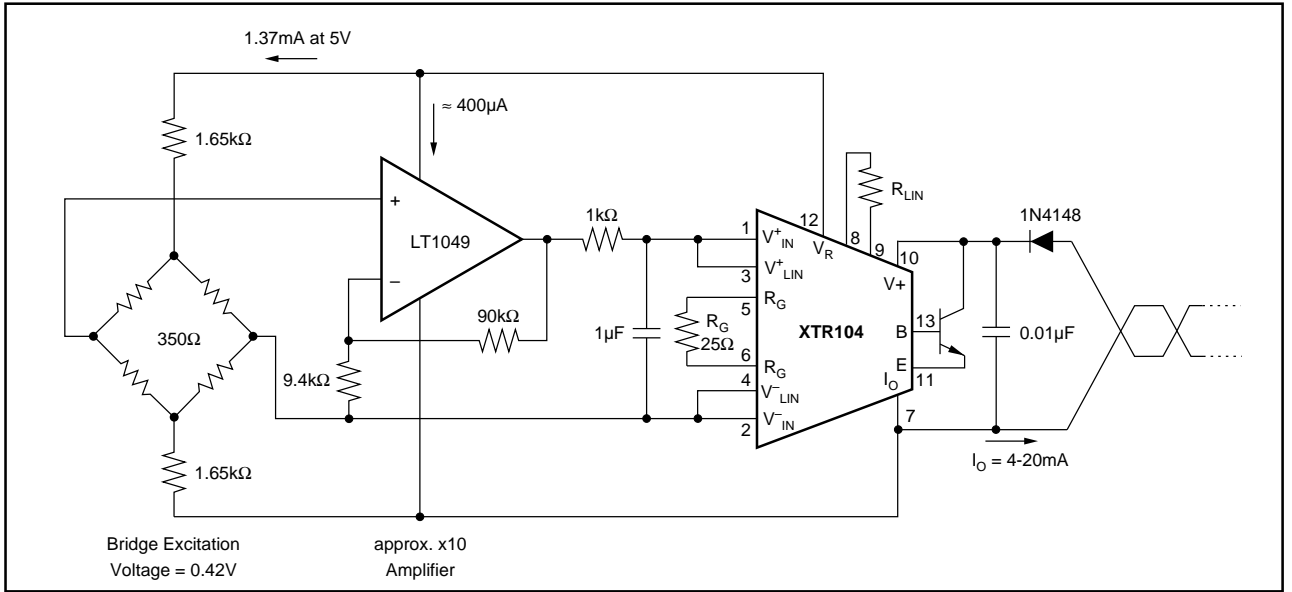 1.37mA at 5V
≈ 400µA
1.65kΩ
+
LT1049
–
350Ω
9.4kΩ
90kΩ
1kΩ
1µF
1
V+IN
V+LIN
3
RG
5
RG
25Ω
6
RG
4
V–LIN
V–IN
2
12
VR
8
RLIN
9
10
V+
XTR104
B
13
E
11
IO
7
1N4148
0.01µF
IO = 4-20mA
1.65kΩ
Bridge Excitation
Voltage = 0.42V
approx. x10
Amplifier